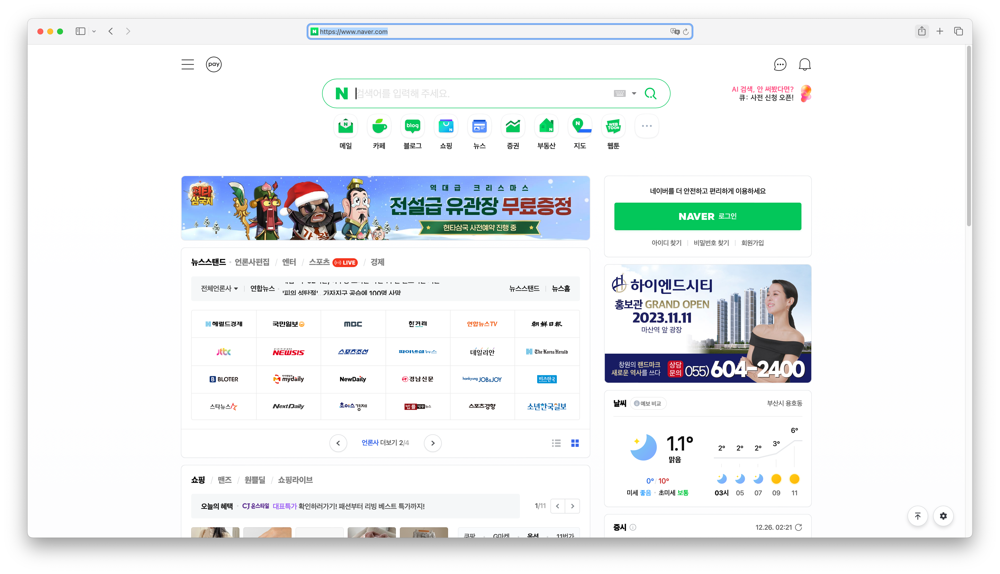 https://www.naver.com
pay
N 검색어를 입력해 주세요.
AI 검색, 안 써봤다면?
큐: 사전 신청 오픈!
N blog N N N WEB TOON
메일 카페 블로그 쇼핑 뉴스 증권 부동산 지도 웹툰
현타
삼국지
역대급 크리스마스
전설급 유관장 무료증정
현타삼국 사전예약 진행 중
가 왕
네이버를 더 안전하고 편리하게 이용하세요
NAVER 로그인
아이디 찾기 비밀번호 찾기 회원가입
뉴스스탠드 언론사편집 / 엔터 / 스포츠 LIVE / 경제
전체언론사 연합뉴스
'피의 성탄절'…가자지구 공습에 100명 사망
뉴스스탠드 뉴스홈
헤럴드경제 국민일보 MBC 한겨레 연합뉴스TV 朝鮮日報
jtbc NEWSIS 스포츠조선 파이낸셜뉴스 데일리안 The Korea Herald
B BLOTER 마이데일리 mydaily NewDaily 경남신문 hankyung JOB&JOY 비즈한국
스타뉴스 NextDaily 초이스경제 법률방송뉴스 스포츠경향 소년한국일보
언론사 더보기 2/4
하이엔드시티
홍보관 GRAND OPEN
2023.11.11
마산역 앞 광장
창원의 랜드마크
새로운 역사를 쓰다
상담
문의
055) 604-2400
날씨 예보 비교 부산시 용호동
1.1°
맑음
0° / 10°
미세 좋음 · 초미세 보통
2° 2° 2° 3° 6°
03시 05 07 09 11
쇼핑 / 맨즈 / 원쁠딜 / 쇼핑라이브
오늘의 혜택 · CJ온스타일 대표특가 확인하러가기! 패션부터 리빙 베스트 특가까지!
1/11
쿠팡 · G마켓 · 옥션 · 11번가
증시 12.26. 02:21